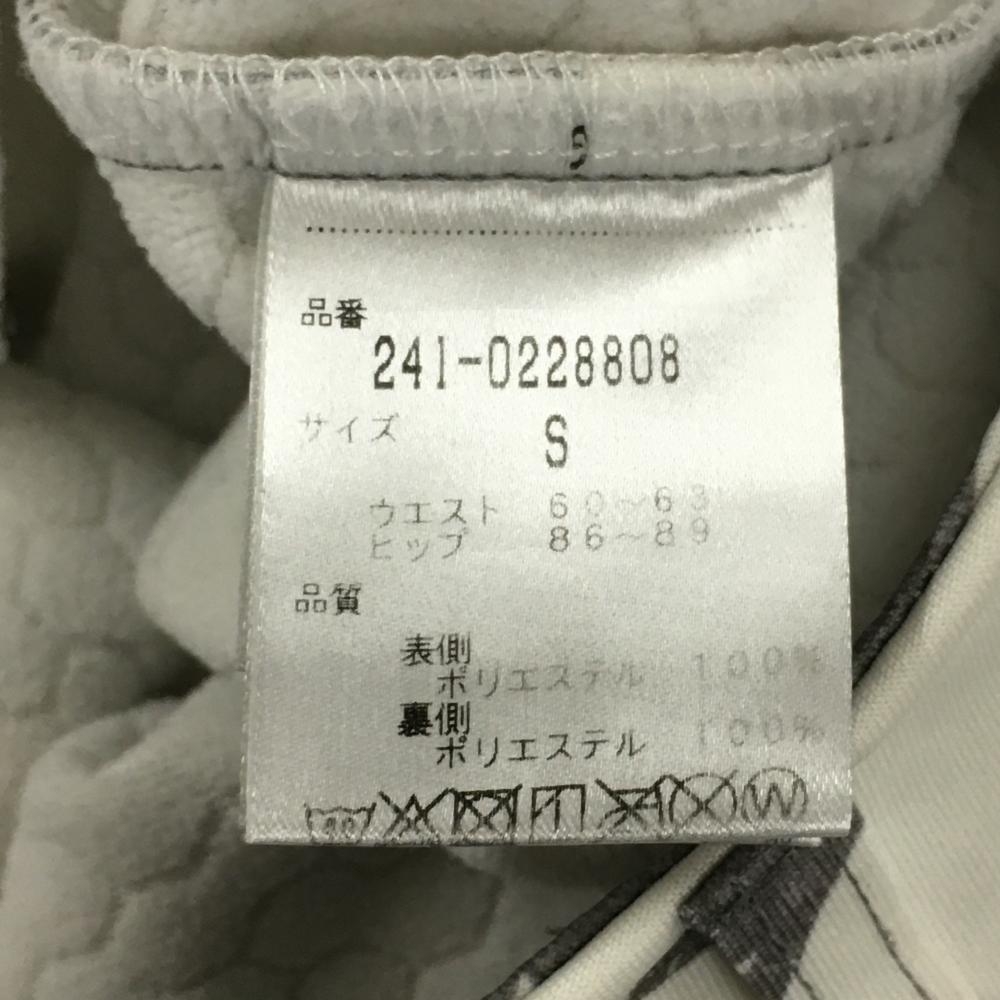 品番
241-0228808
サイズ S
ウエスト 60～63
ヒップ 86～89
品質
表側
ポリエステル 100%
裏側
ポリエステル 100%